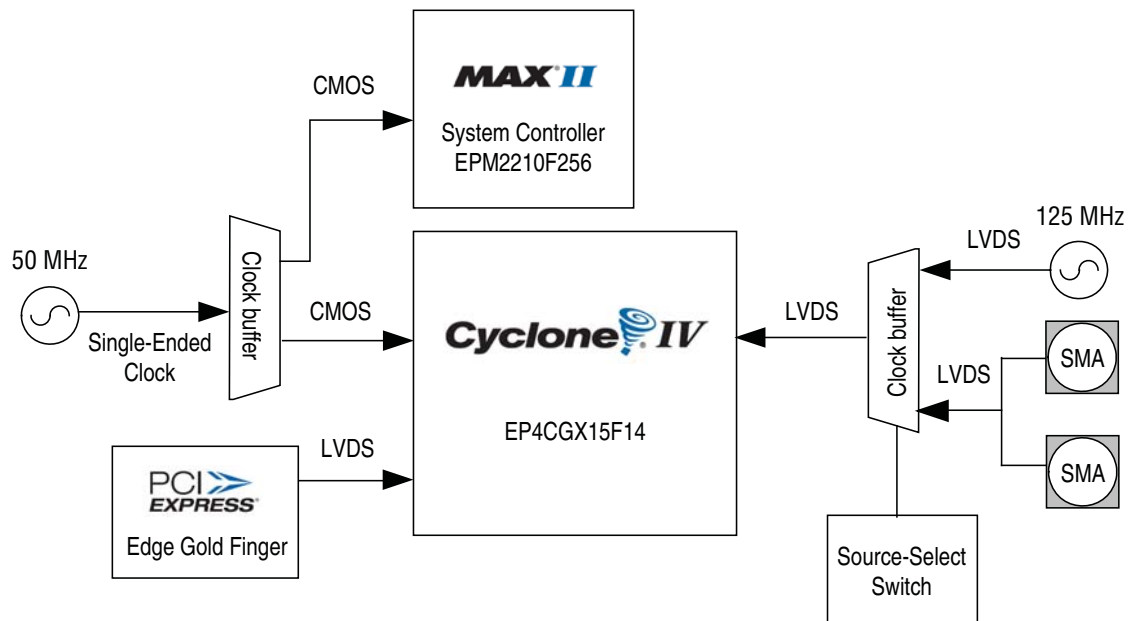 MAX II
CMOS
System Controller
EPM2210F256
50 MHz
Single-Ended
Clock
Clock buffer
CMOS
Cyclone IV
EP4CGX15F14
LVDS
PCI
EXPRESS®
Edge Gold Finger
LVDS
Clock buffer
125 MHz
LVDS
SMA
LVDS
SMA
Source-Select
Switch